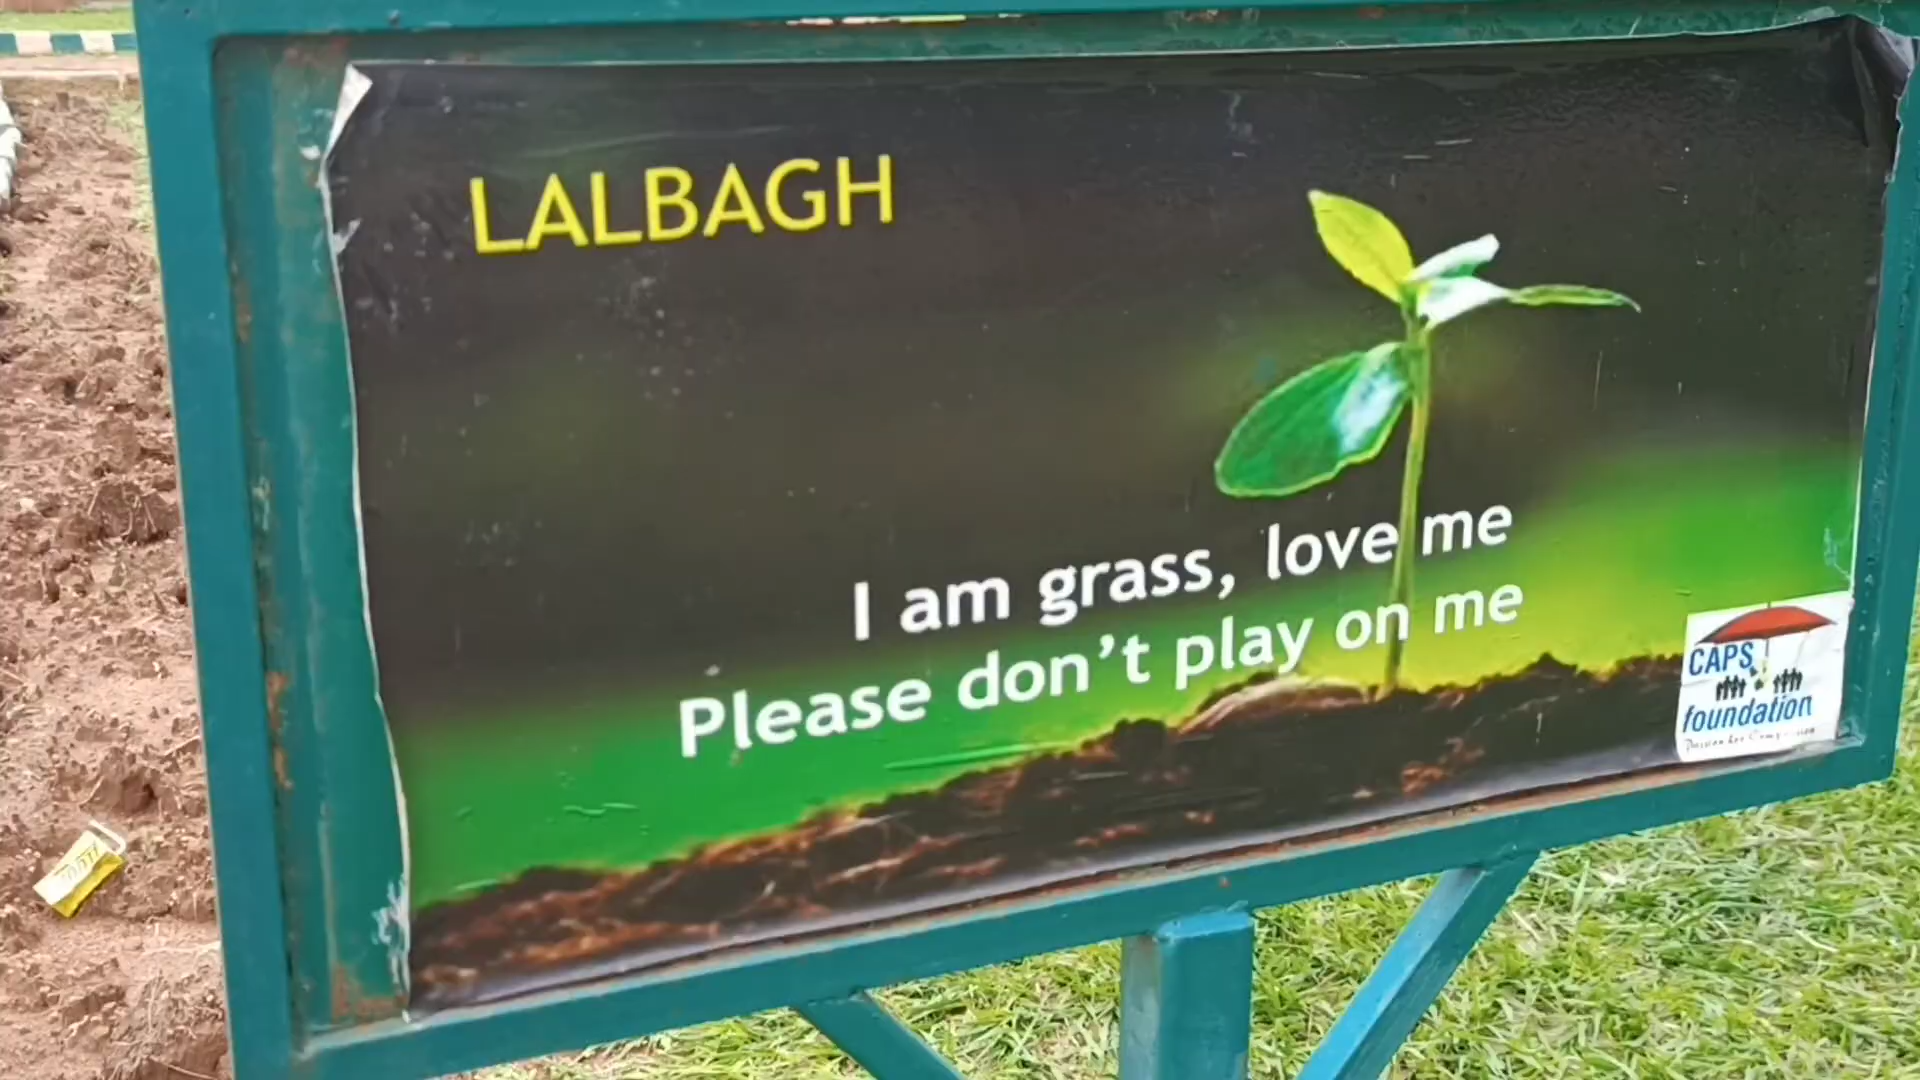 LALBAGH
I am grass, love me
Please don't play on me
CAPS
foundation